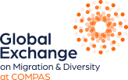 Global
Exchange
on Migration & Diversity
at COMPAS